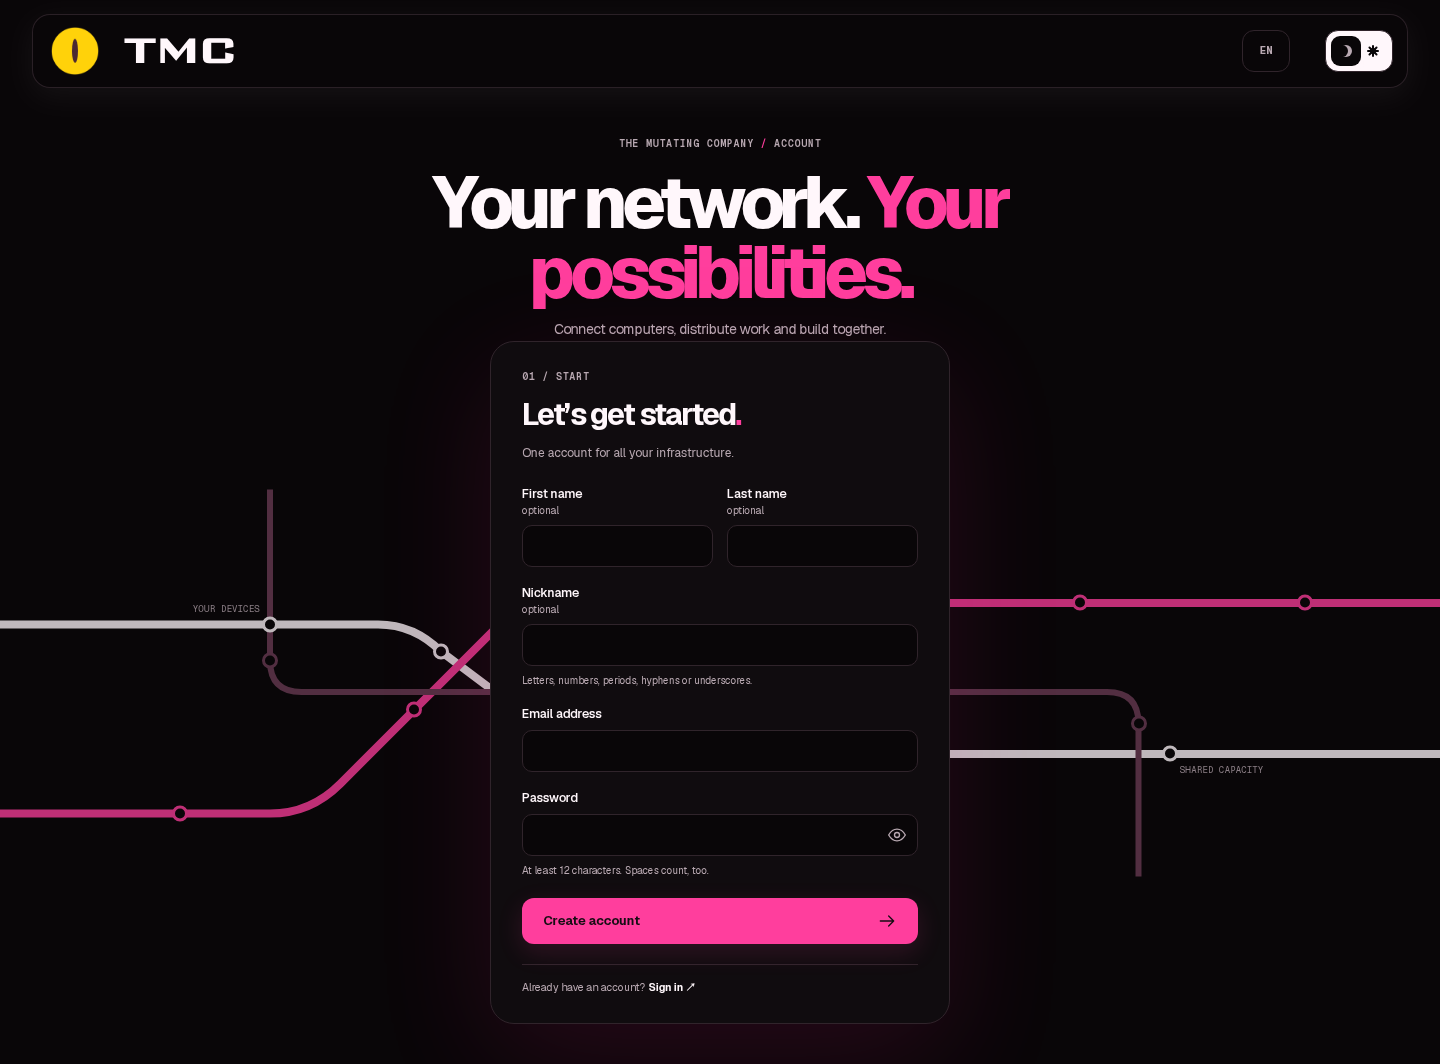 TMC
EN
THE MUTATING COMPANY / ACCOUNT
Your network. Your
possibilities.
Connect computers, distribute work and build together.
01 / START
Let's get started.
One account for all your infrastructure.
First name
optional
Last name
optional
Nickname
optional
Letters, numbers, periods, hyphens or underscores.
Email address
Password
At least 12 characters. Spaces count, too.
Create account →
Already have an account? Sign in ↗
YOUR DEVICES
SHARED CAPACITY